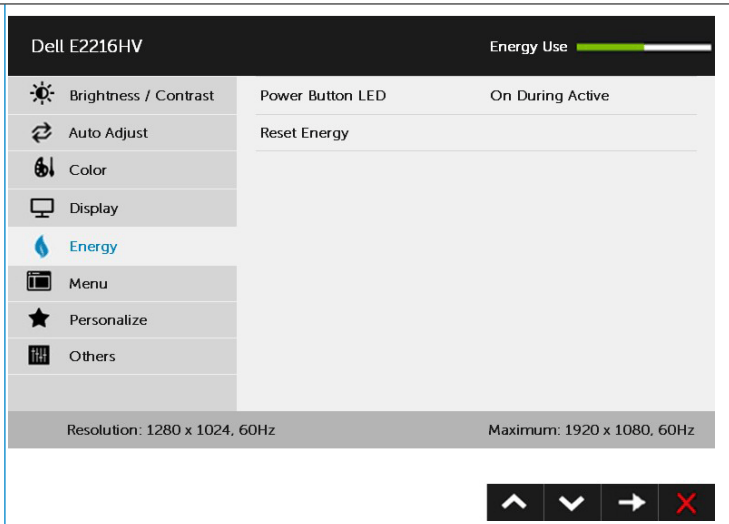 Dell E2216HV Energy Use
Brightness / Contrast Power Button LED On During Active
Auto Adjust Reset Energy
Color
Display
Energy
Menu
Personalize
Others
Resolution: 1280 x 1024, 60Hz Maximum: 1920 x 1080, 60Hz